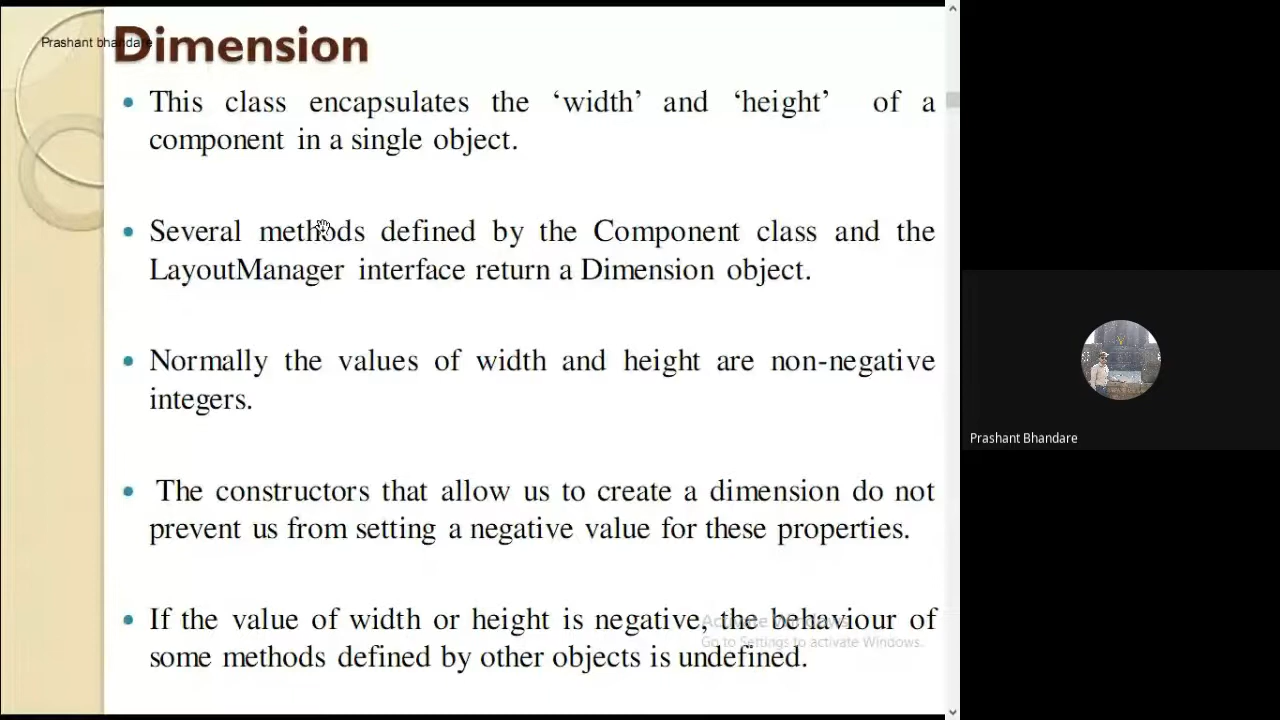 Prashant bhandare
Dimension
• This class encapsulates the ‘width’ and ‘height’ of a
component in a single object.
• Several methods defined by the Component class and the
LayoutManager interface return a Dimension object.
• Normally the values of width and height are non-negative
integers.
• The constructors that allow us to create a dimension do not
prevent us from setting a negative value for these properties.
• If the value of width or height is negative, the behaviour of
some methods defined by other objects is undefined.
Activate Windows
Go to Settings to activate Windows.
Prashant Bhandare